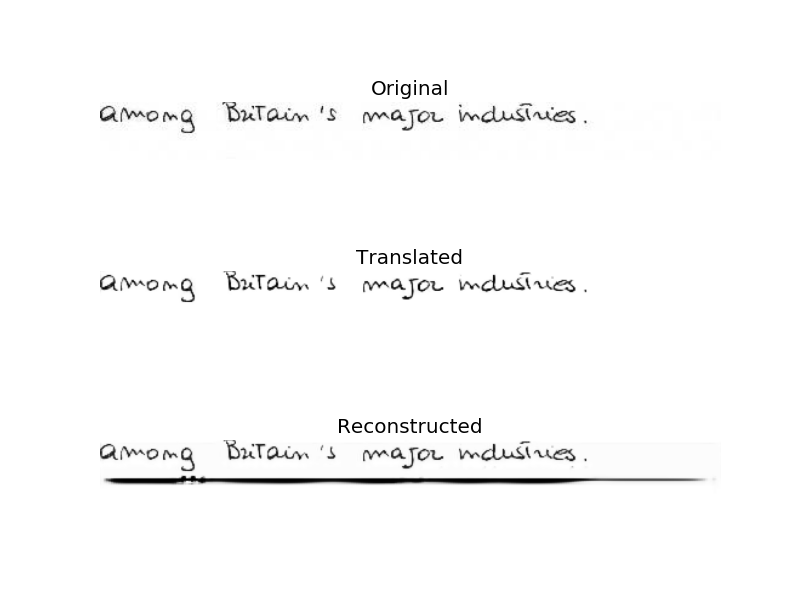 Original
among Britain's major industries.
Translated
among Britain's major industries.
Reconstructed
among Britain's major industries.